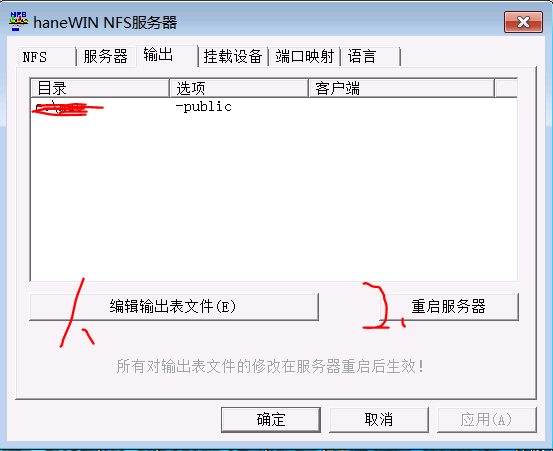 haneWIN NFS服务器
NFS 服务器 输出 挂载设备 端口映射 语言
目录 选项 客户端
-public
1、 编辑输出表文件(E) 2、 重启服务器
所有对输出表文件的修改在服务器重启后生效!
确定 取消 应用(A)